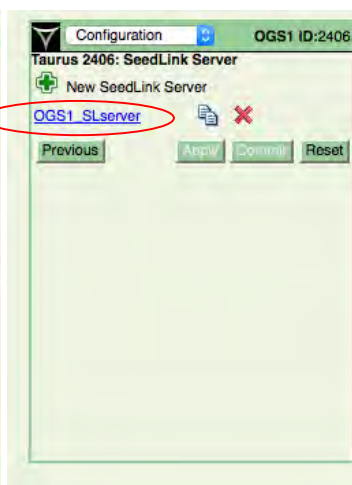 Configuration OGS1 ID:2406
Taurus 2406: SeedLink Server
New SeedLink Server
OGS1_SLserver
Previous Apply Commit Reset